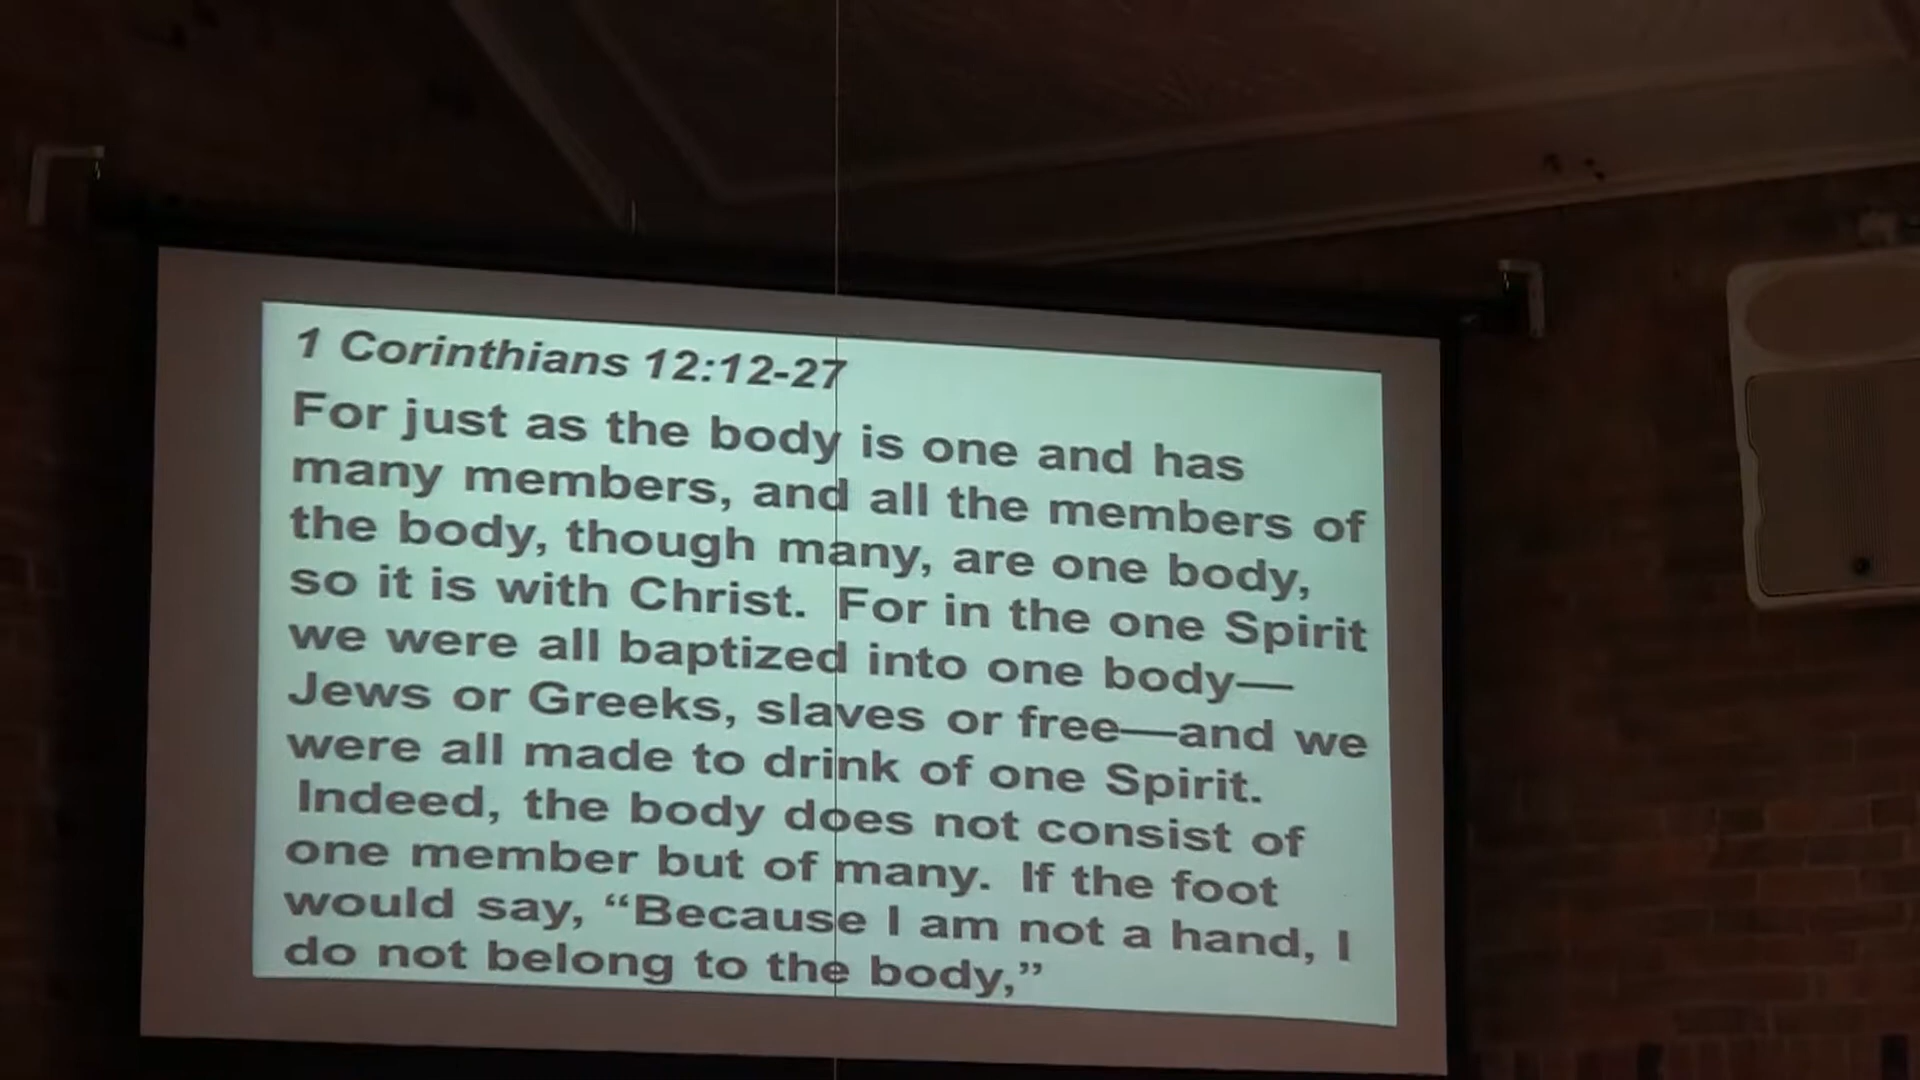 1 Corinthians 12:12-27
For just as the body is one and has
many members, and all the members of
the body, though many, are one body,
so it is with Christ.  For in the one Spirit
we were all baptized into one body—
Jews or Greeks, slaves or free—and we
were all made to drink of one Spirit.
Indeed, the body does not consist of
one member but of many.  If the foot
would say, “Because I am not a hand, I
do not belong to the body,”